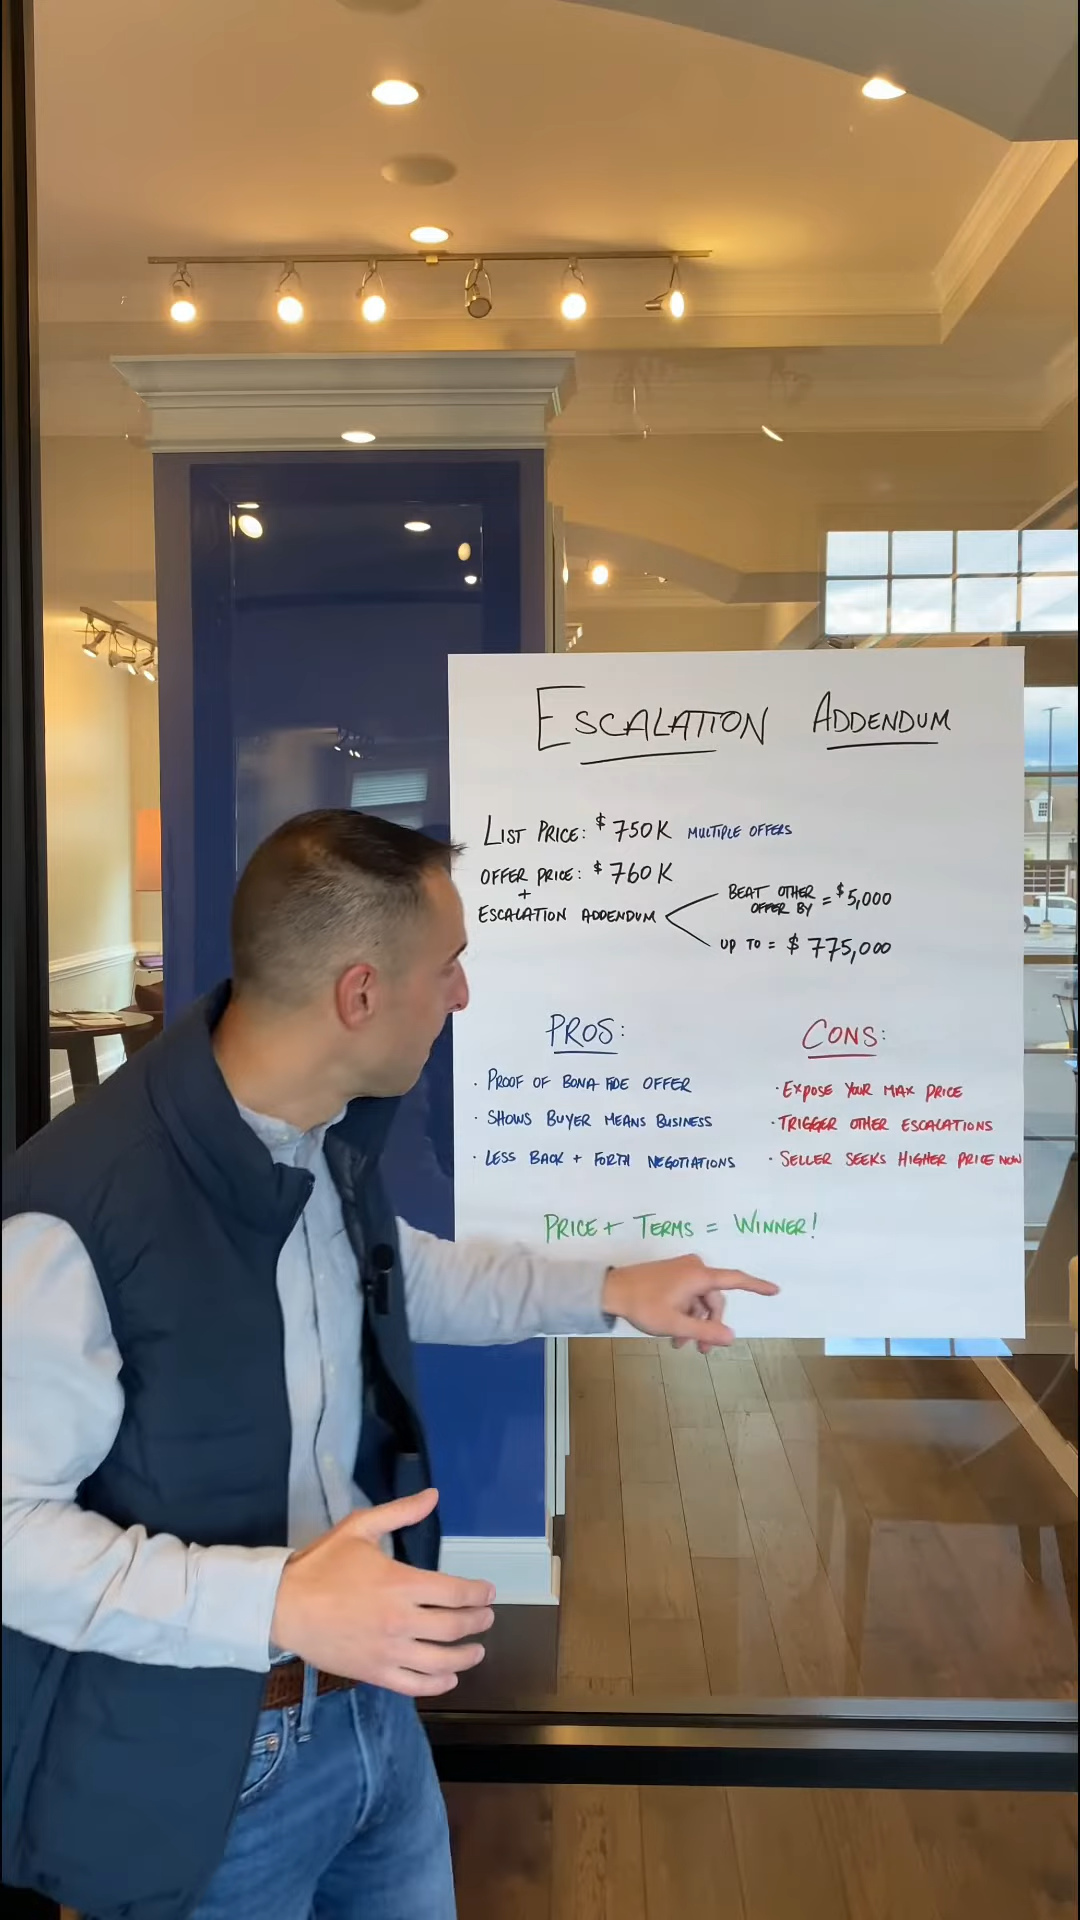 ESCALATION ADDENDUM
LIST PRICE: $750K MULTIPLE OFFERS
OFFER PRICE: $760K
+
ESCALATION ADDENDUM
BEAT OTHER OFFER BY = $5,000
UP TO = $775,000
PROS:
· PROOF OF BONA FIDE OFFER
· SHOWS BUYER MEANS BUSINESS
· LESS BACK + FORTH NEGOTIATIONS
CONS:
· EXPOSE YOUR MAX PRICE
· TRIGGER OTHER ESCALATIONS
· SELLER SEEKS HIGHER PRICE NOW
PRICE + TERMS = WINNER!